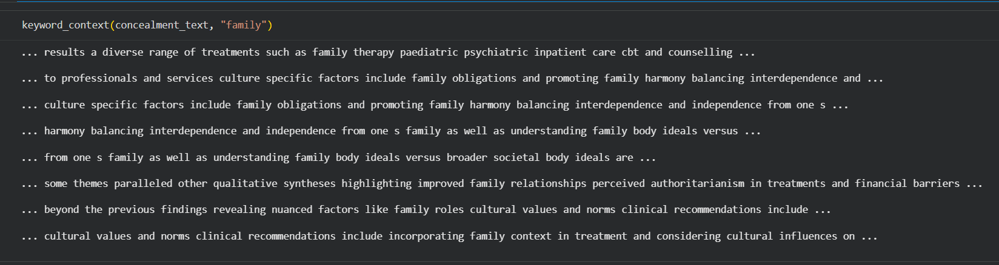 keyword_context(concealment_text, "family")
... results a diverse range of treatments such as family therapy paediatric psychiatric inpatient care cbt and counselling ...
... to professionals and services culture specific factors include family obligations and promoting family harmony balancing interdependence and ...
... culture specific factors include family obligations and promoting family harmony balancing interdependence and independence from one s ...
... harmony balancing interdependence and independence from one s family as well as understanding family body ideals versus ...
... from one s family as well as understanding family body ideals versus broader societal body ideals are ...
... some themes paralleled other qualitative syntheses highlighting improved family relationships perceived authoritarianism in treatments and financial barriers ...
... beyond the previous findings revealing nuanced factors like family roles cultural values and norms clinical recommendations include ...
... cultural values and norms clinical recommendations include incorporating family context in treatment and considering cultural influences on ...